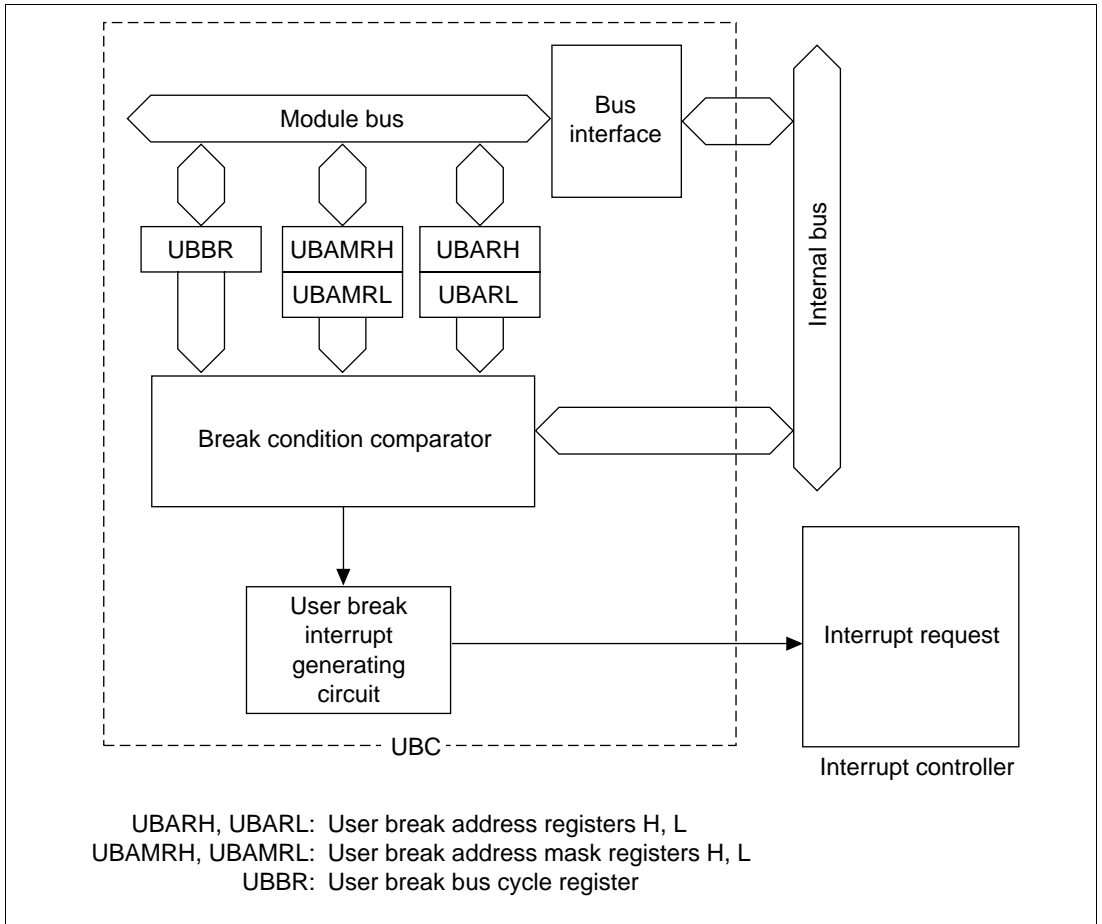 Module bus
Bus
interface
Internal bus
UBBR
UBAMRH
UBARH
UBAMRL
UBARL
Break condition comparator
User break
interrupt
generating
circuit
Interrupt request
UBC
Interrupt controller
UBARH, UBARL: User break address registers H, L
UBAMRH, UBAMRL: User break address mask registers H, L
UBBR: User break bus cycle register